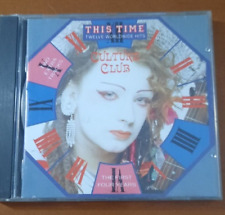 THIS TIME
TWELVE WORLDWIDE HITS
CULTURE CLUB
THE FIRST
FOUR YEARS